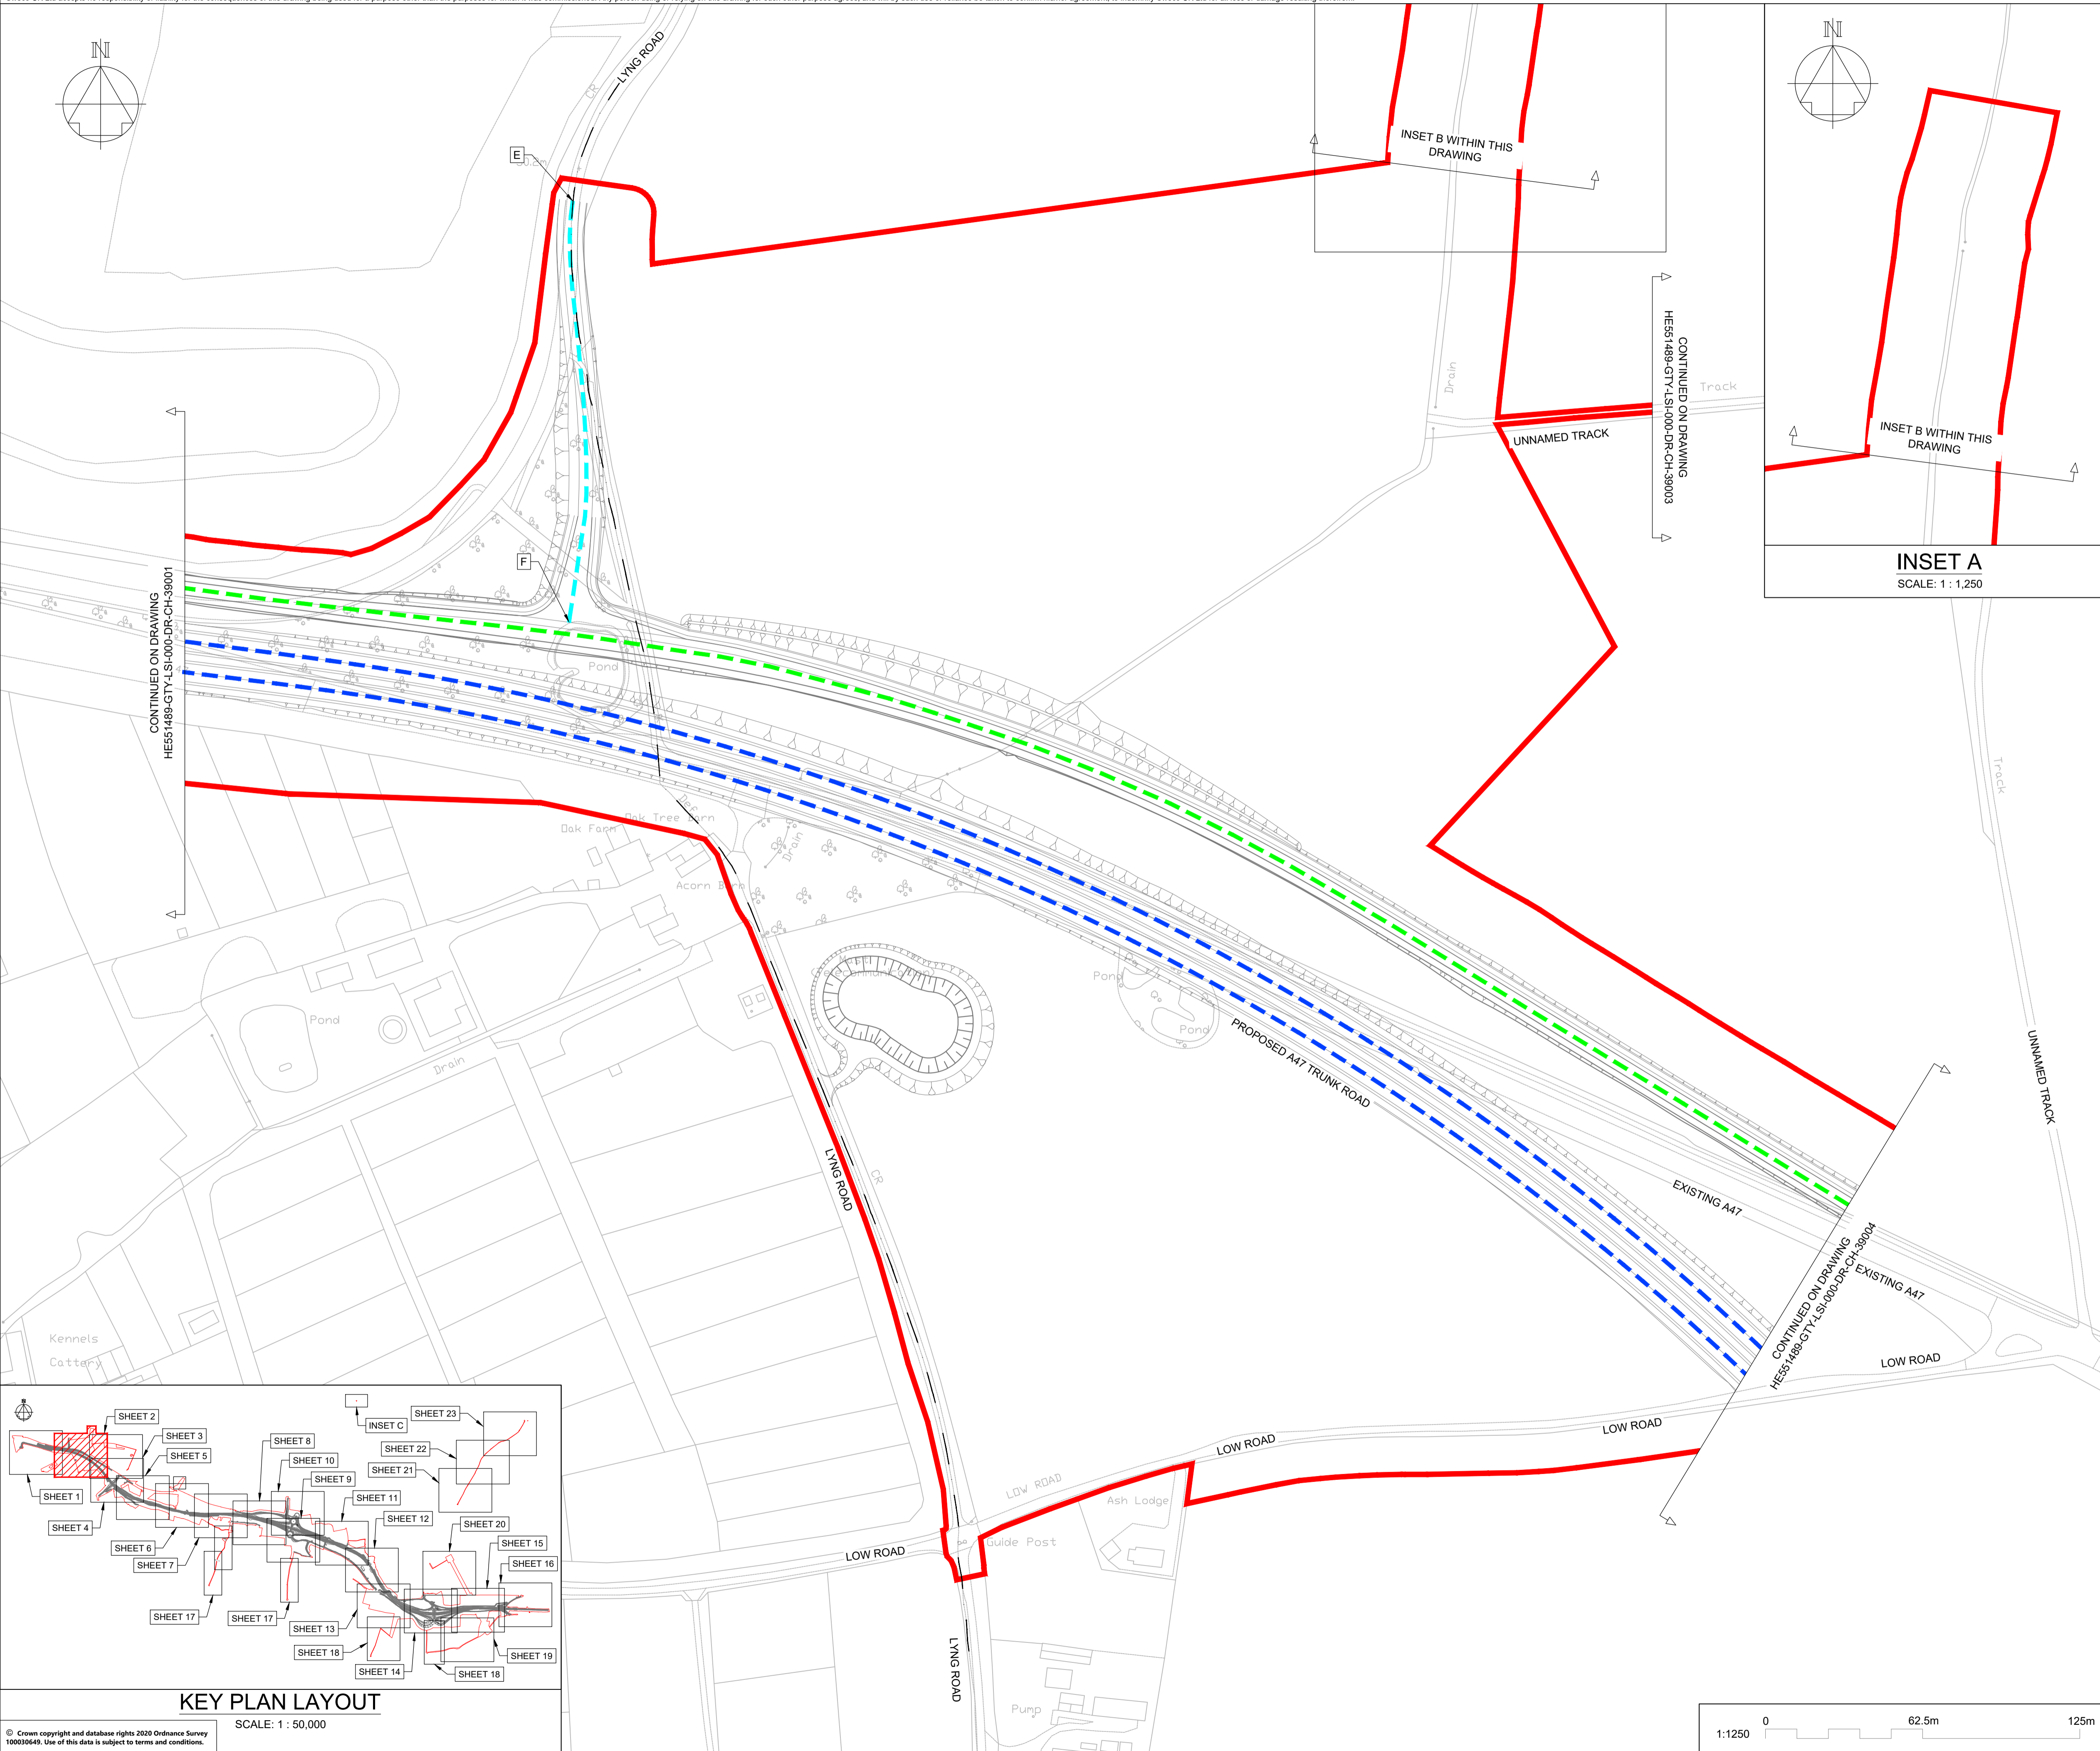 N
LYNG ROAD
CR
E
INSET B WITHIN THIS
DRAWING
N
INSET B WITHIN THIS
DRAWING
INSET A
SCALE: 1 : 1,250
CONTINUED ON DRAWING
HE551489-GTY-LSI-000-DR-CH-39003
Drain
Track
UNNAMED TRACK
F
CONTINUED ON DRAWING
HE551489-GTY-LSI-000-DR-CH-39001
Pond
Def
Oak Farm
Oak Tree Barn
Drain
Acorn Barn
Track
Pond
Pond
Pond
PROPOSED A47 TRUNK ROAD
UNNAMED TRACK
Drain
LYNG ROAD
CR
EXISTING A47
CONTINUED ON DRAWING
HE551489-GTY-LSI-000-DR-CH-39004
EXISTING A47
Kennels
Cattery
LOW ROAD
LOW ROAD
LOW ROAD
LOW ROAD
Ash Lodge
Guide Post
LOW ROAD
LYNG ROAD
Pump
SHEET 23
INSET C
SHEET 2
SHEET 3
SHEET 5
SHEET 8
SHEET 10
SHEET 9
SHEET 22
SHEET 21
SHEET 1
SHEET 11
SHEET 12
SHEET 4
SHEET 20
SHEET 6
SHEET 15
SHEET 7
SHEET 16
SHEET 17
SHEET 17
SHEET 13
SHEET 18
SHEET 19
SHEET 14
SHEET 18
KEY PLAN LAYOUT
SCALE: 1 : 50,000
© Crown copyright and database rights 2020 Ordnance Survey
100030649. Use of this data is subject to terms and conditions.
1:1250
0
62.5m
125m